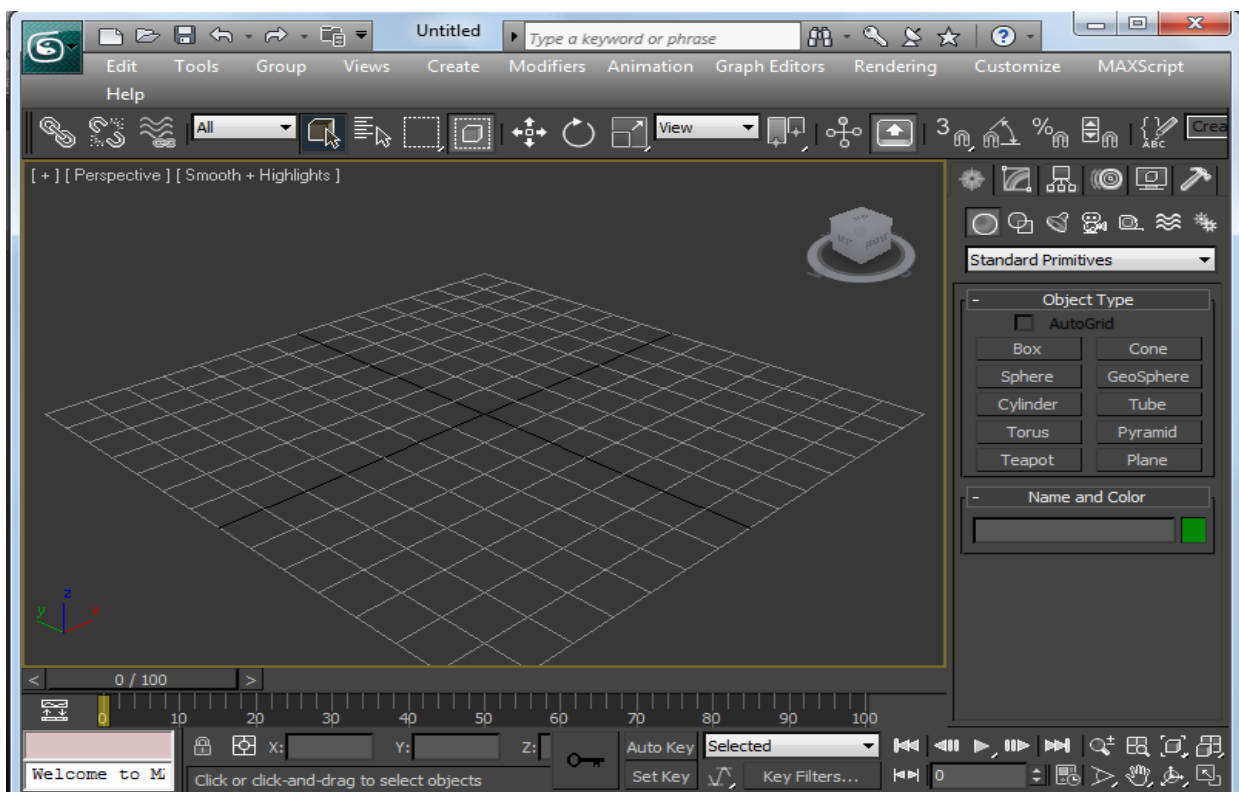 Untitled
Type a keyword or phrase
Edit Tools Group Views Create Modifiers Animation Graph Editors Rendering Customize MAXScript
Help
All
View
3
%
ABC
Crea
[ + ] [ Perspective ] [ Smooth + Highlights ]
Standard Primitives
- Object Type
AutoGrid
Box Cone
Sphere GeoSphere
Cylinder Tube
Torus Pyramid
Teapot Plane
- Name and Color
z
y x
< 0 / 100 >
0 10 20 30 40 50 60 70 80 90 100
X: Y: Z: Auto Key Selected
Welcome to Mi Click or click-and-drag to select objects Set Key Key Filters... 0